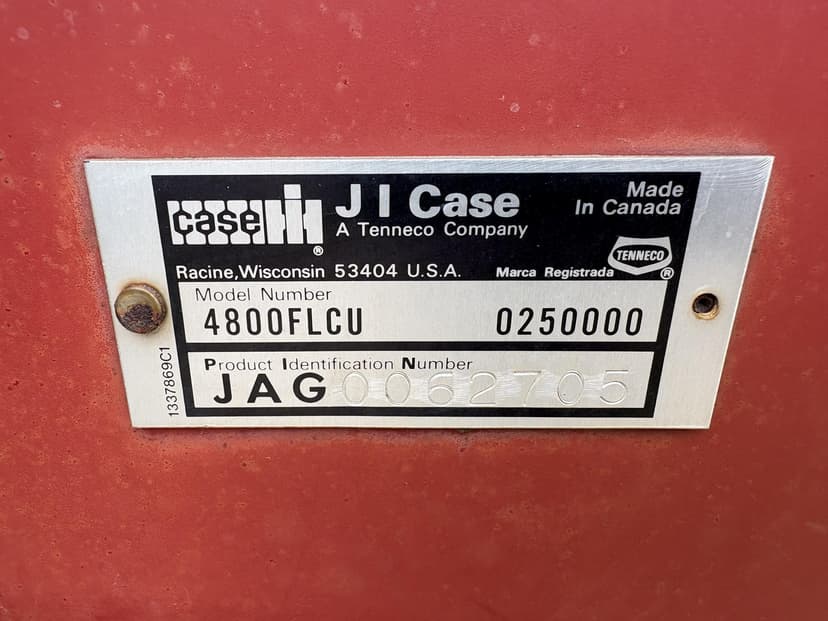 case IH ® J I Case Made
A Tenneco Company In Canada
Racine, Wisconsin 53404 U.S.A. Marca Registrada TENNECO ®
Model Number
4800FLCU 0250000
Product Identification Number
JAG0062705
1337869C1